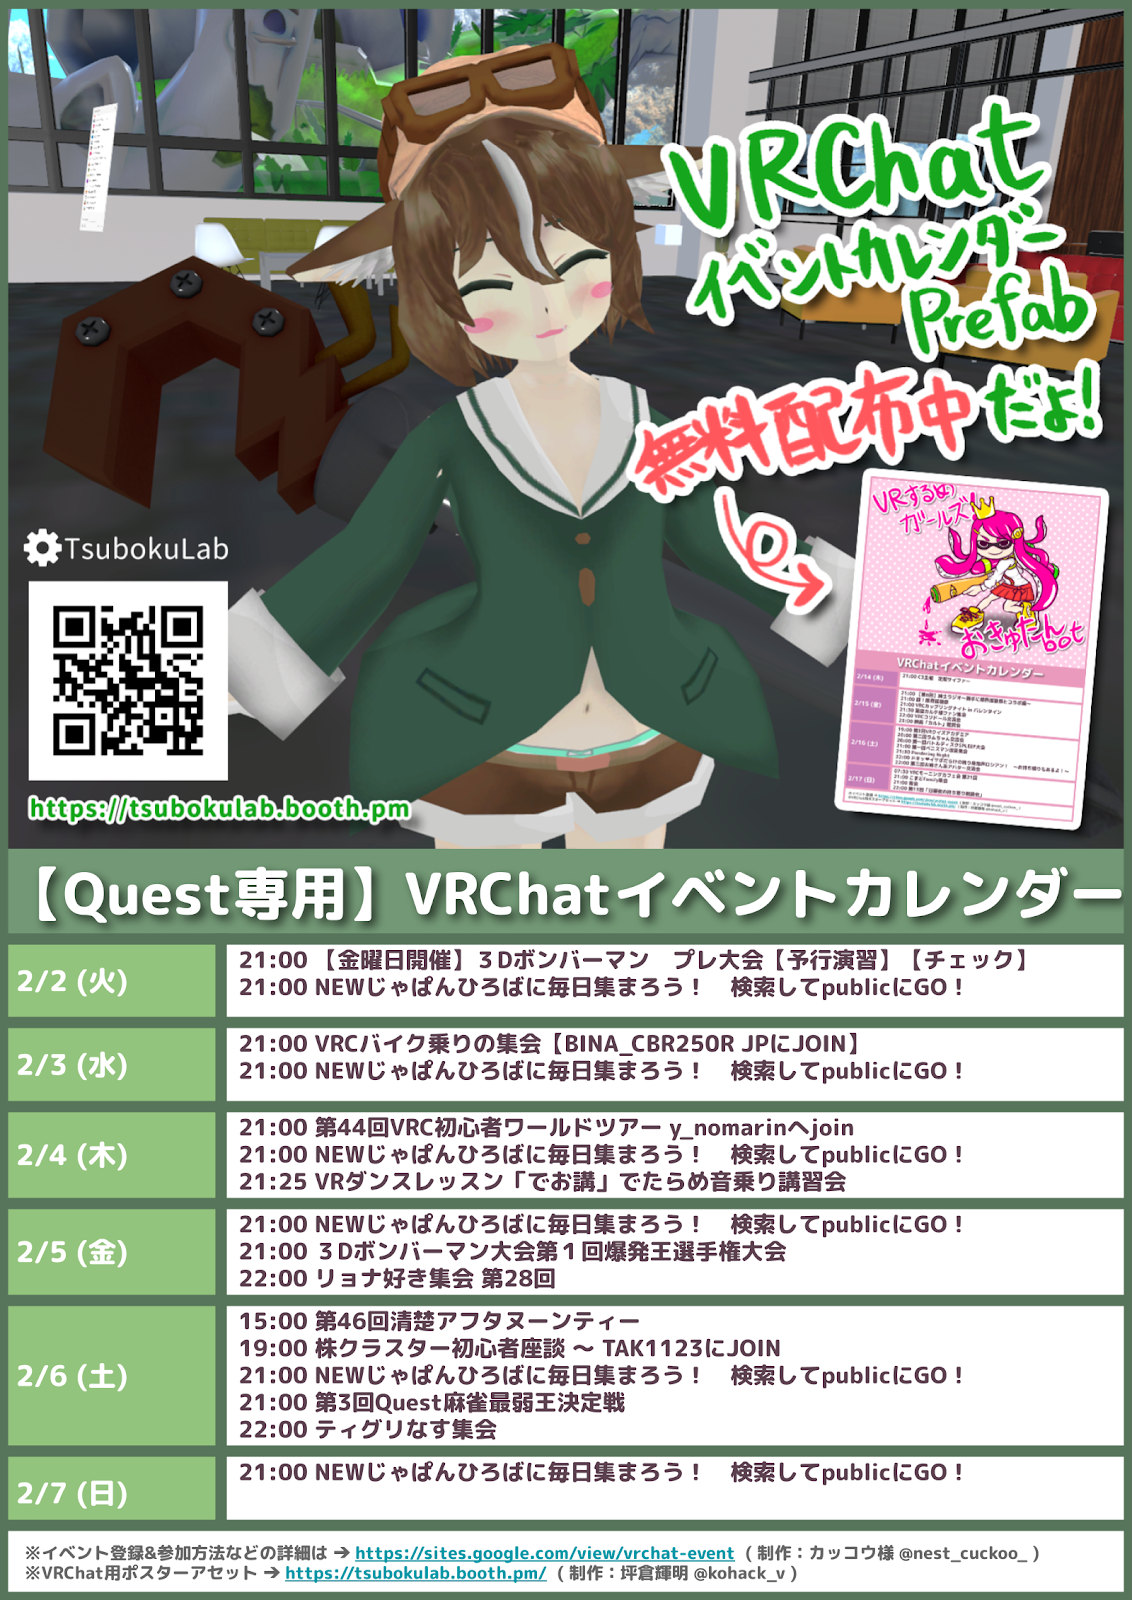 VRChat
イベントカレンダー
Prefab
無料配布中だよ!
VRするめ
ガールズ
おきゅたん
bot
VRChatイベントカレンダー
2/14 (木)
2/15 (金)
2/16 (土)
2/17 (日)
TsubokuLab
https://tsubokulab.booth.pm
【Quest専用】VRChatイベントカレンダー
2/2 (火)
21:00 【金曜日開催】３Dボンバーマン　プレ大会【予行演習】【チェック】
21:00 NEWじゃぱんひろばに毎日集まろう！　検索してpublicにGO！
2/3 (水)
21:00 VRCバイク乗りの集会【BINA_CBR250R JPにJOIN】
21:00 NEWじゃぱんひろばに毎日集まろう！　検索してpublicにGO！
2/4 (木)
21:00 第44回VRC初心者ワールドツアー y_nomarinへjoin
21:00 NEWじゃぱんひろばに毎日集まろう！　検索してpublicにGO！
21:25 VRダンスレッスン「でお講」でたらめ音乗り講習会
2/5 (金)
21:00 NEWじゃぱんひろばに毎日集まろう！　検索してpublicにGO！
21:00 ３Dボンバーマン大会第１回爆発王選手権大会
22:00 リョナ好き集会 第28回
2/6 (土)
15:00 第46回清楚アフタヌーンティー
19:00 株クラスター初心者座談 ～ TAK1123にJOIN
21:00 NEWじゃぱんひろばに毎日集まろう！　検索してpublicにGO！
21:00 第3回Quest麻雀最弱王決定戦
22:00 ティグリなす集会
2/7 (日)
21:00 NEWじゃぱんひろばに毎日集まろう！　検索してpublicにGO！
※イベント登録&参加方法などの詳細は → https://sites.google.com/view/vrchat-event （ 制作：カッコウ様 @nest_cuckoo_ ）
※VRChat用ポスターアセット → https://tsubokulab.booth.pm/ （ 制作：坪倉輝明 @kohack_v ）